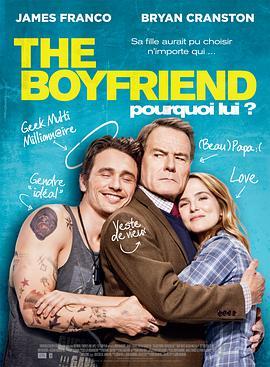 JAMES FRANCO
BRYAN CRANSTON
Sa fille aurait pu choisir
n'importe qui ...
THE
BOYFRIEND
pourquoi lui ?
Geek Multi
Millionnaire
(Beau) Papa :(
Gendre
"idéal"
Love
Veste
de vieux